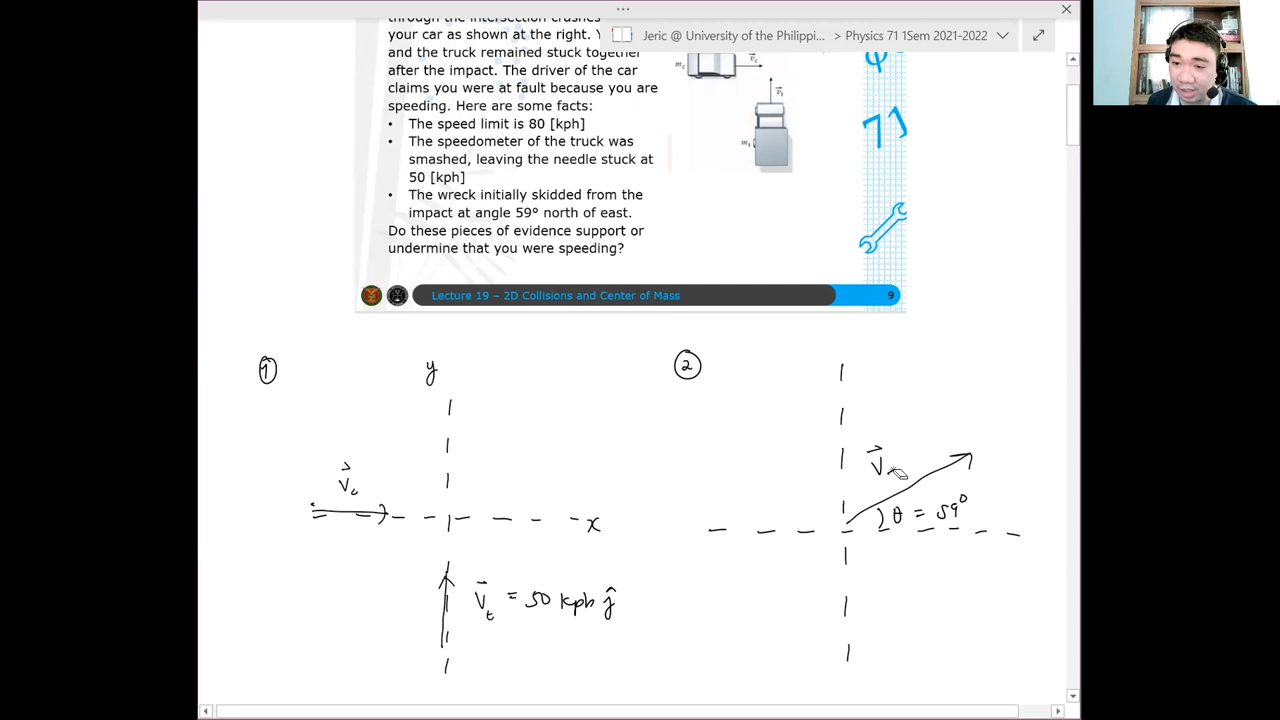 through the intersection crashes
your car as shown at the right. Y
and the truck remained stuck together
after the impact. The driver of the car
claims you were at fault because you are
speeding. Here are some facts:
• The speed limit is 80 [kph]
• The speedometer of the truck was
smashed, leaving the needle stuck at
50 [kph]
• The wreck initially skidded from the
impact at angle 59° north of east.
Do these pieces of evidence support or
undermine that you were speeding?
Jeric @ University of the Philippi... > Physics 71 1Sem 2021-2022
71
Lecture 19 – 2D Collisions and Center of Mass 9
① y
v⃗c
x
v⃗t = 50 kph ĵ
②
v⃗
θ = 59°